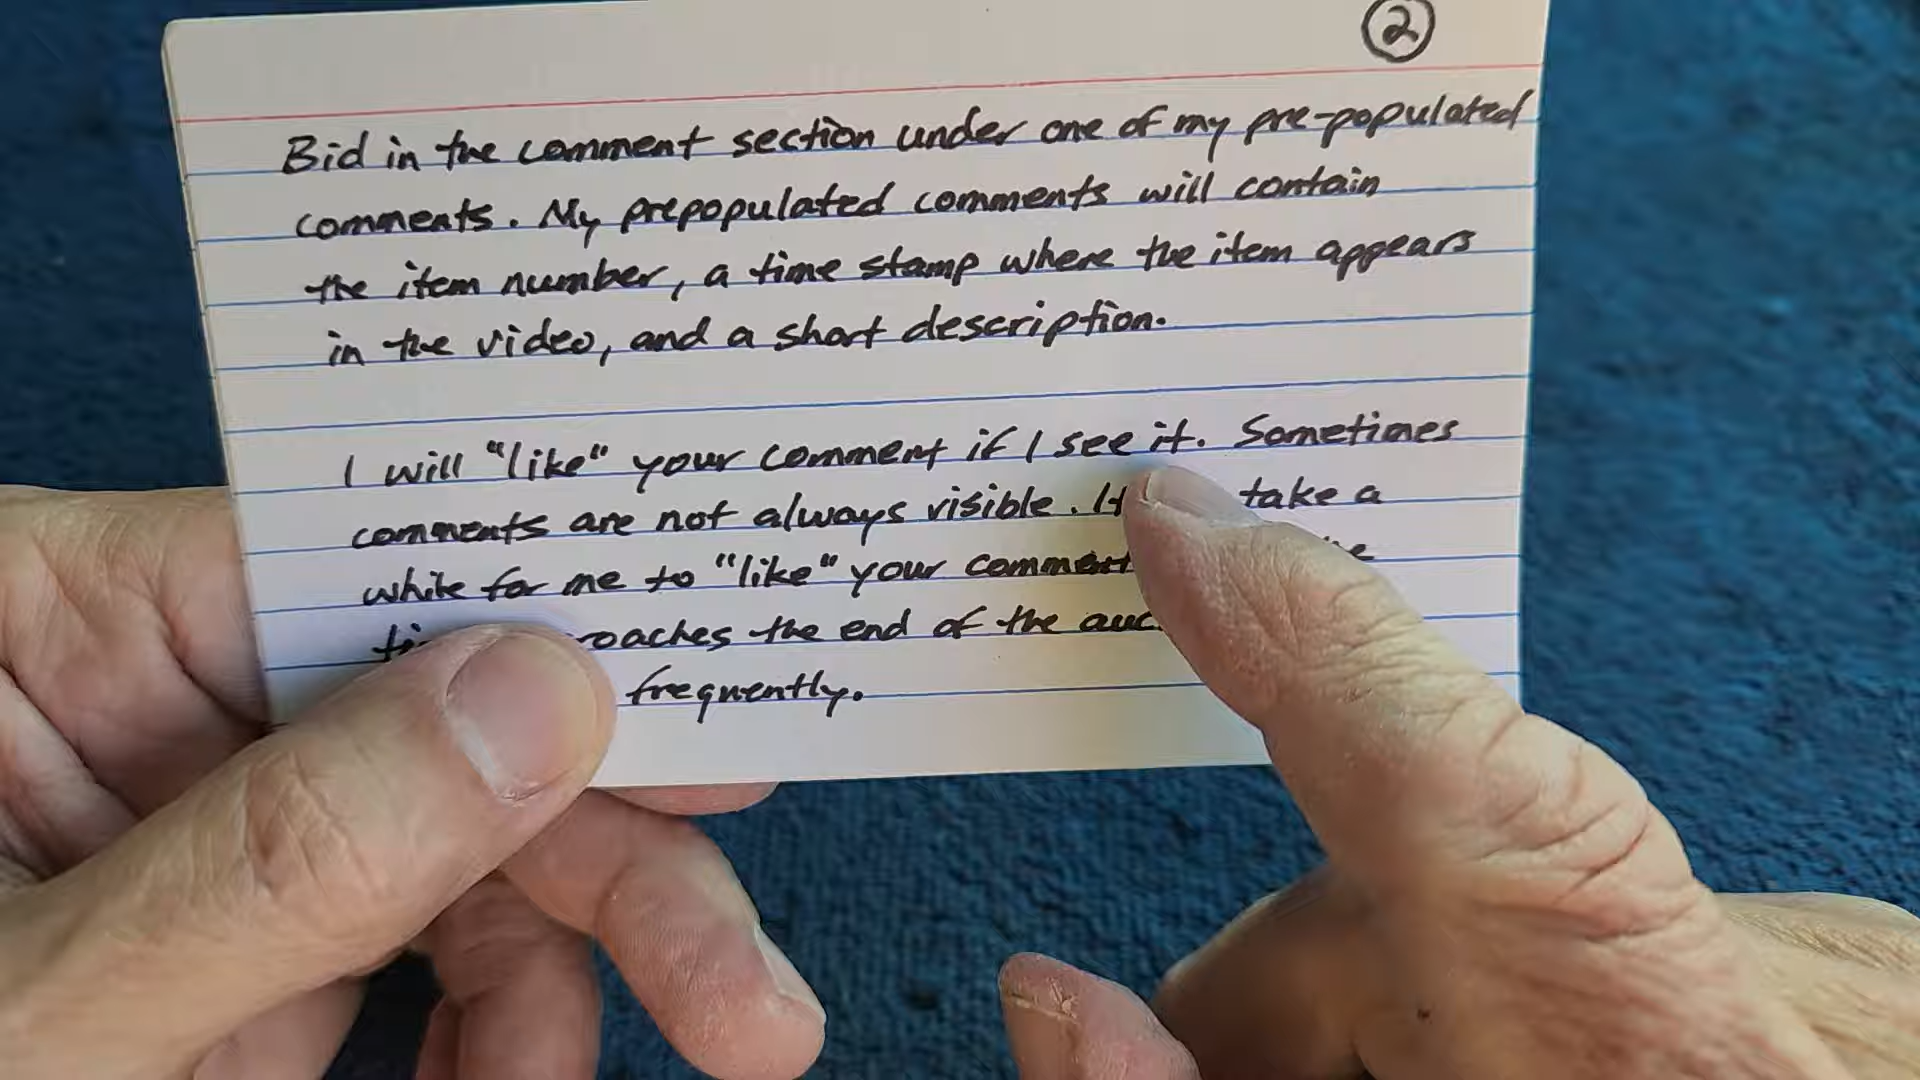 2
Bid in the comment section under one of my pre-populated
comments. My prepopulated comments will contain
the item number, a time stamp where the item appears
in the video, and a short description.
I will "like" your comment if I see it. Sometimes
comments are not always visible. It take a
while for me to "like" your comment
the end of the
frequently.